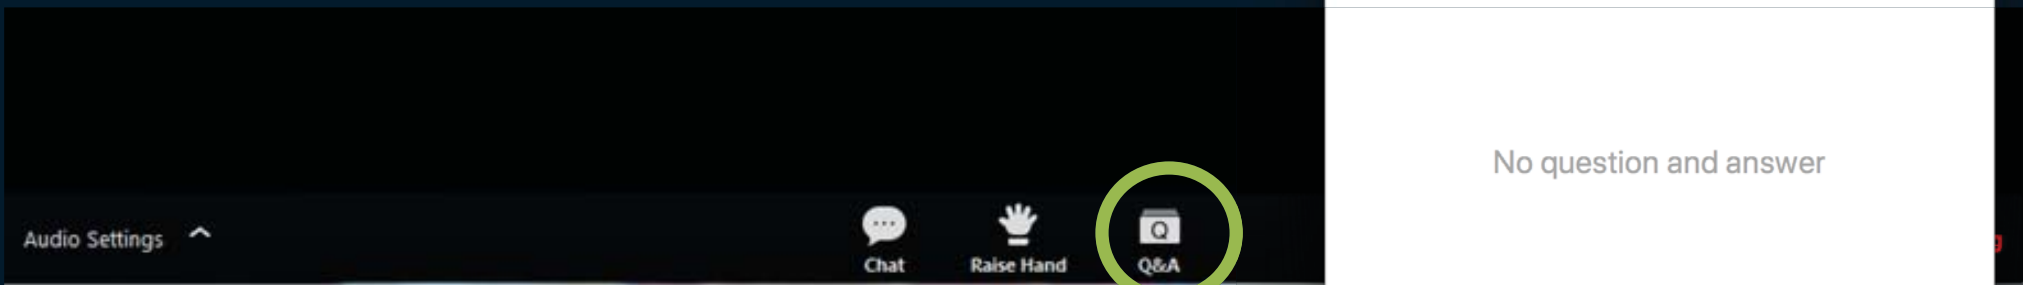 No question and answer
Audio Settings
Chat
Raise Hand
Q
Q&A